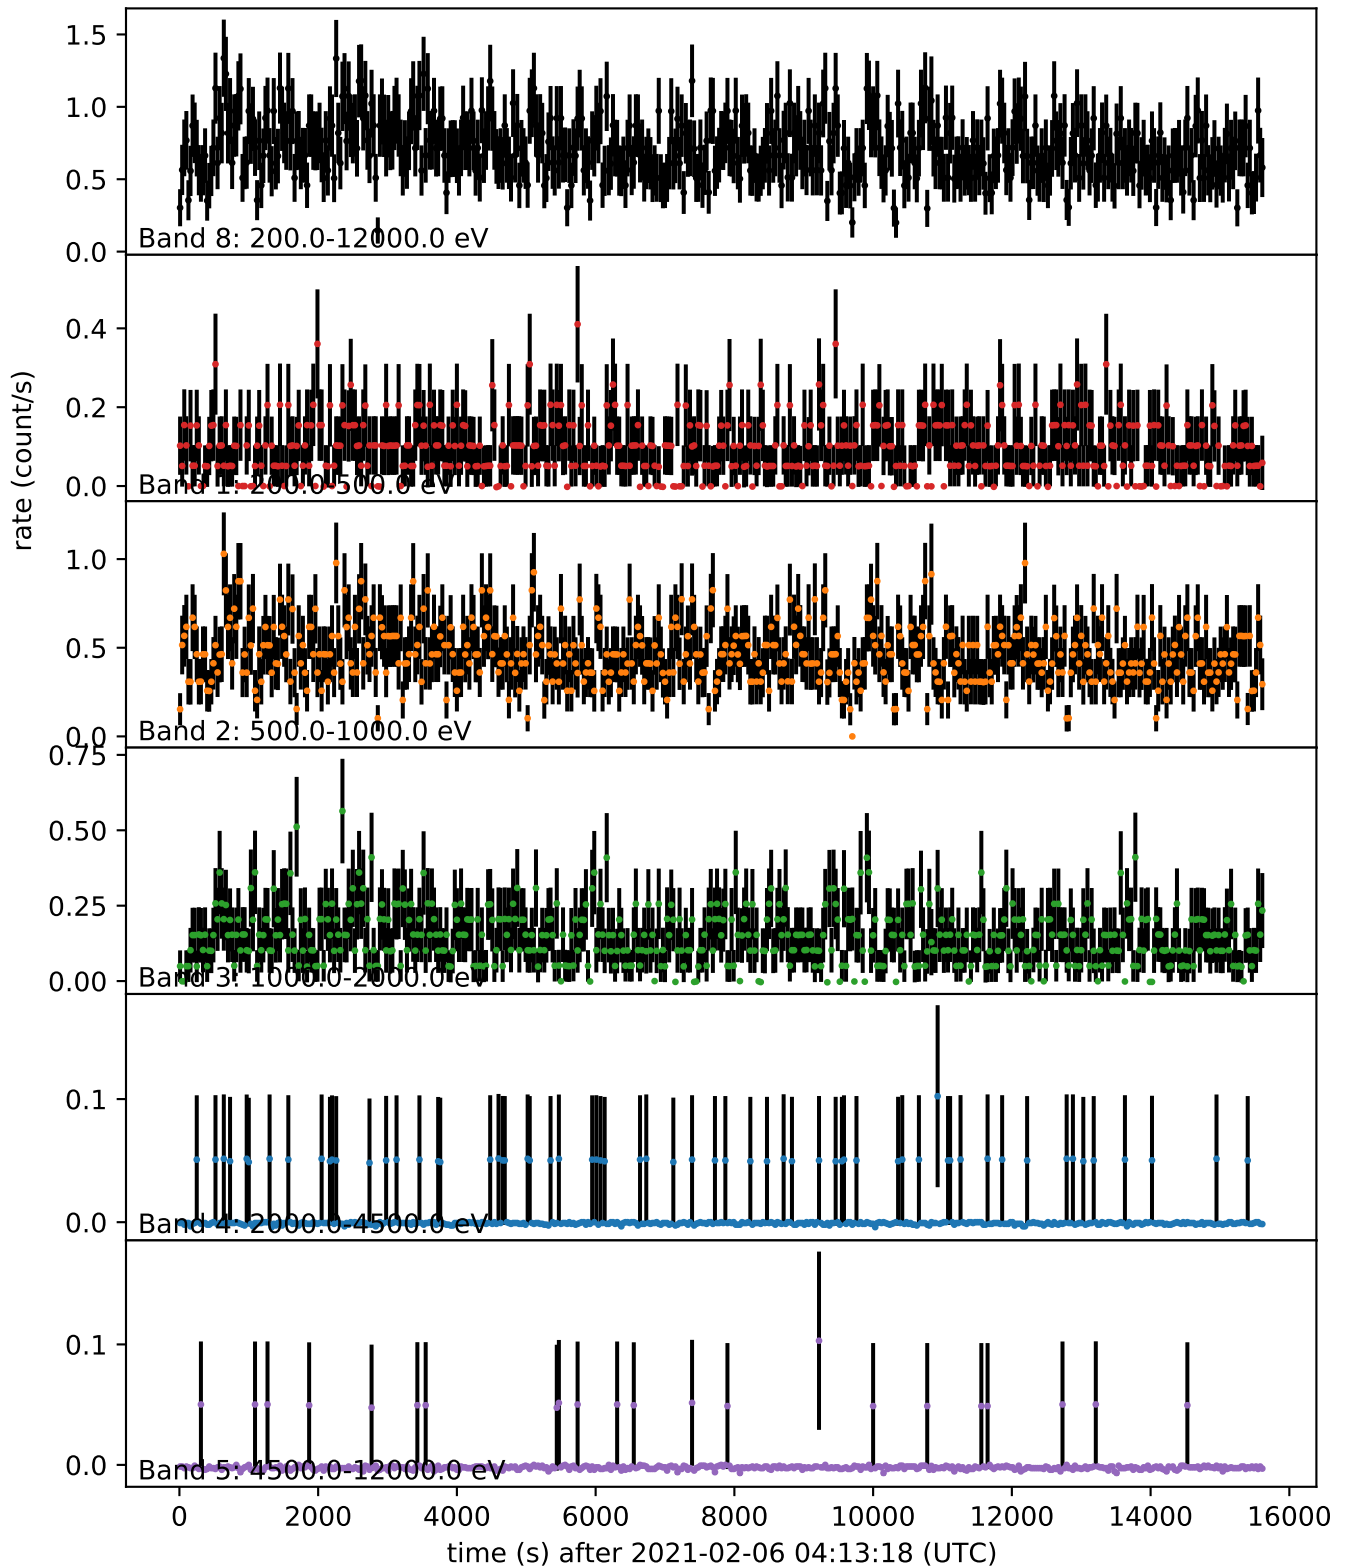 1.5
1.0
0.5
0.0
Band 8: 200.0-12000.0 eV
0.4
0.2
0.0
Band 1: 200.0-500.0 eV
rate (count/s)
1.0
0.5
0.0
Band 2: 500.0-1000.0 eV
0.75
0.50
0.25
0.00
Band 3: 1000.0-2000.0 eV
0.1
0.0
Band 4: 2000.0-4500.0 eV
0.1
0.0
Band 5: 4500.0-12000.0 eV
0 2000 4000 6000 8000 10000 12000 14000 16000
time (s) after 2021-02-06 04:13:18 (UTC)